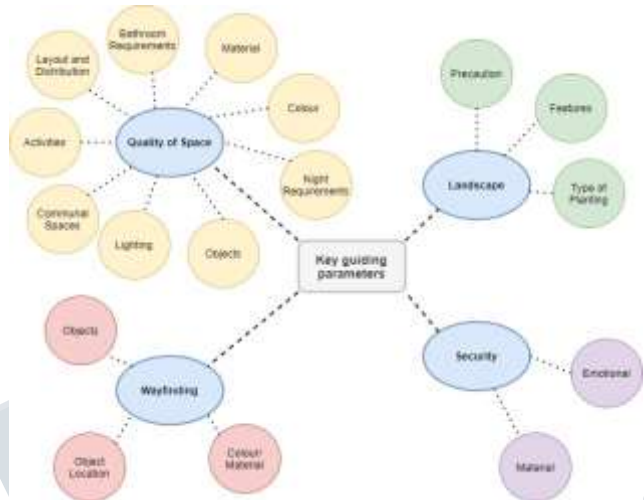 Bathroom
Requirements
Material
Layout and
Distribution
Colour
Activities
Quality of Space
Night
Requirements
Communal
Spaces
Lighting
Objects
Precaution
Features
Landscape
Type of
Planting
Key guiding
parameters
Objects
Wayfinding
Object
Location
Colour/
Material
Security
Emotional
Material